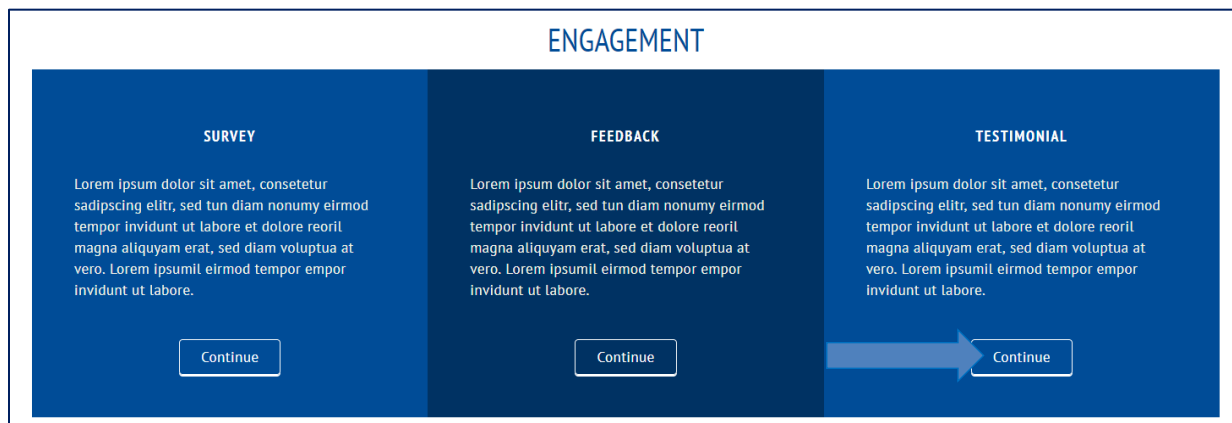 ENGAGEMENT
SURVEY
Lorem ipsum dolor sit amet, consetetur
sadipscing elitr, sed tun diam nonumy eirmod
tempor invidunt ut labore et dolore reoril
magna aliquyam erat, sed diam voluptua at
vero. Lorem ipsumil eirmod tempor empor
invidunt ut labore.
Continue
FEEDBACK
Lorem ipsum dolor sit amet, consetetur
sadipscing elitr, sed tun diam nonumy eirmod
tempor invidunt ut labore et dolore reoril
magna aliquyam erat, sed diam voluptua at
vero. Lorem ipsumil eirmod tempor empor
invidunt ut labore.
Continue
TESTIMONIAL
Lorem ipsum dolor sit amet, consetetur
sadipscing elitr, sed tun diam nonumy eirmod
tempor invidunt ut labore et dolore reoril
magna aliquyam erat, sed diam voluptua at
vero. Lorem ipsumil eirmod tempor empor
invidunt ut labore.
Continue